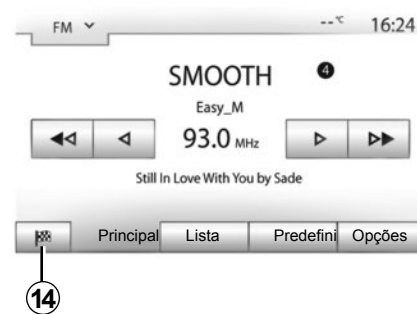 FM --°C 16:24
SMOOTH 4
Easy_M
93.0 MHz
Still In Love With You by Sade
Principal Lista Predefini Opções
14